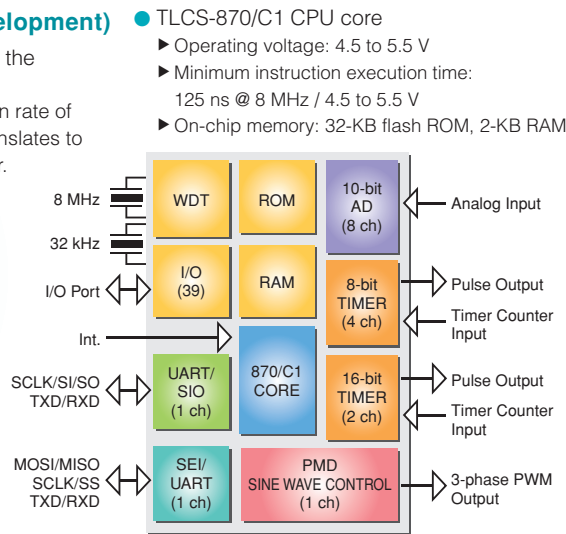 elopment)
the
n rate of
nslates to
r.
● TLCS-870/C1 CPU core
▶ Operating voltage: 4.5 to 5.5 V
▶ Minimum instruction execution time:
125 ns @ 8 MHz / 4.5 to 5.5 V
▶ On-chip memory: 32-KB flash ROM, 2-KB RAM
8 MHz
32 kHz
I/O Port
Int.
SCLK/SI/SO
TXD/RXD
MOSI/MISO
SCLK/SS
TXD/RXD
WDT
ROM
10-bit
AD
(8 ch)
I/O
(39)
RAM
8-bit
TIMER
(4 ch)
UART/
SIO
(1 ch)
870/C1
CORE
16-bit
TIMER
(2 ch)
SEI/
UART
(1 ch)
PMD
SINE WAVE CONTROL
(1 ch)
Analog Input
Pulse Output
Timer Counter
Input
Pulse Output
Timer Counter
Input
3-phase PWM
Output